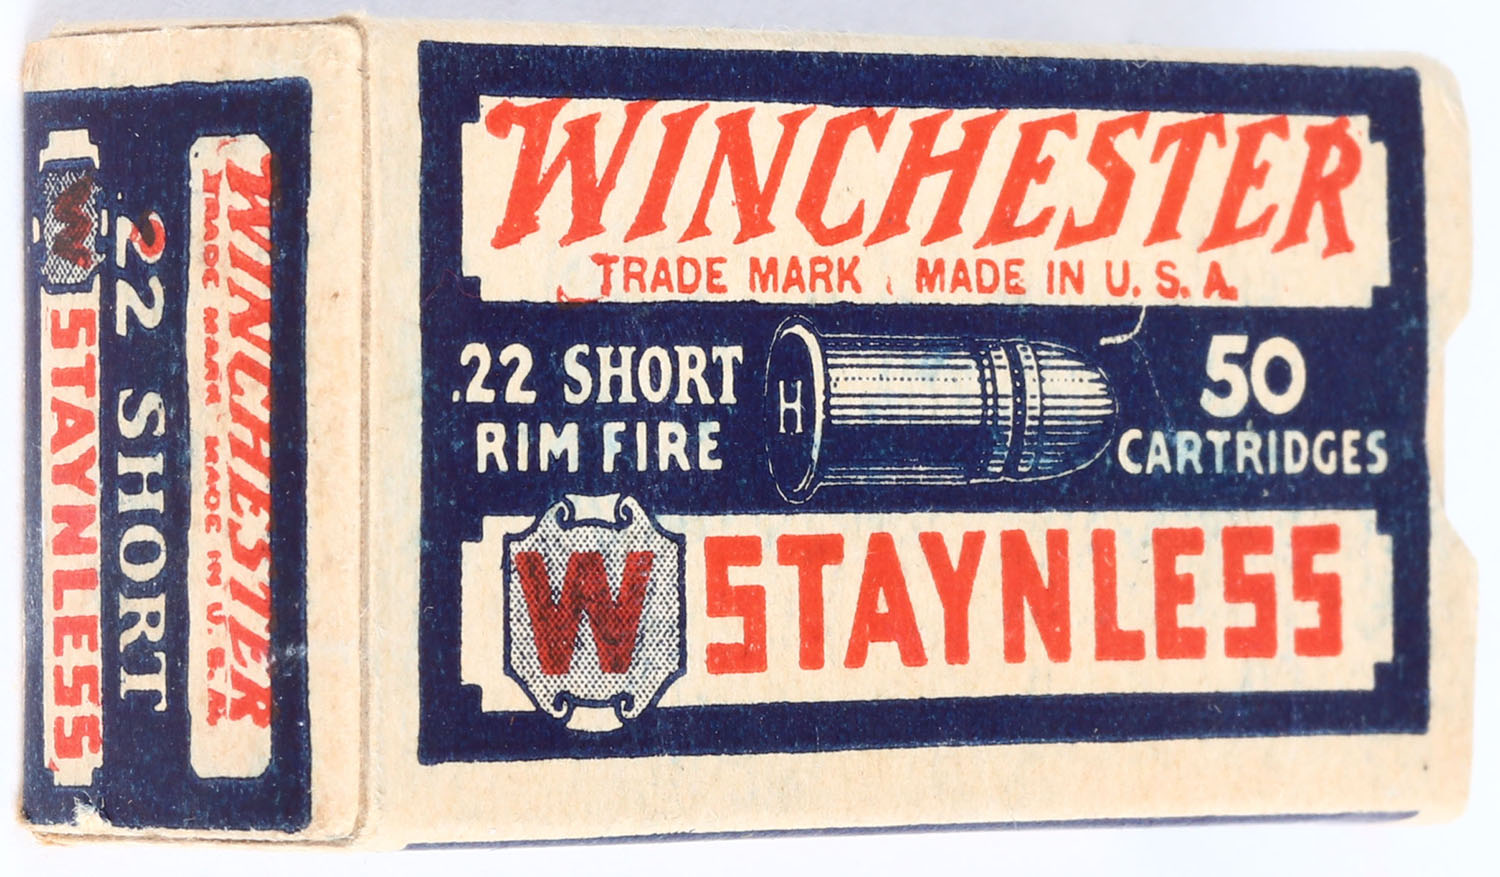 WINCHESTER
TRADE MARK MADE IN U.S.A.
.22 SHORT
RIM FIRE
H
50
CARTRIDGES
W STAYNLESS
WINCHESTER
TRADE MARK MADE IN U.S.A.
.22 SHORT
W STAYNLESS